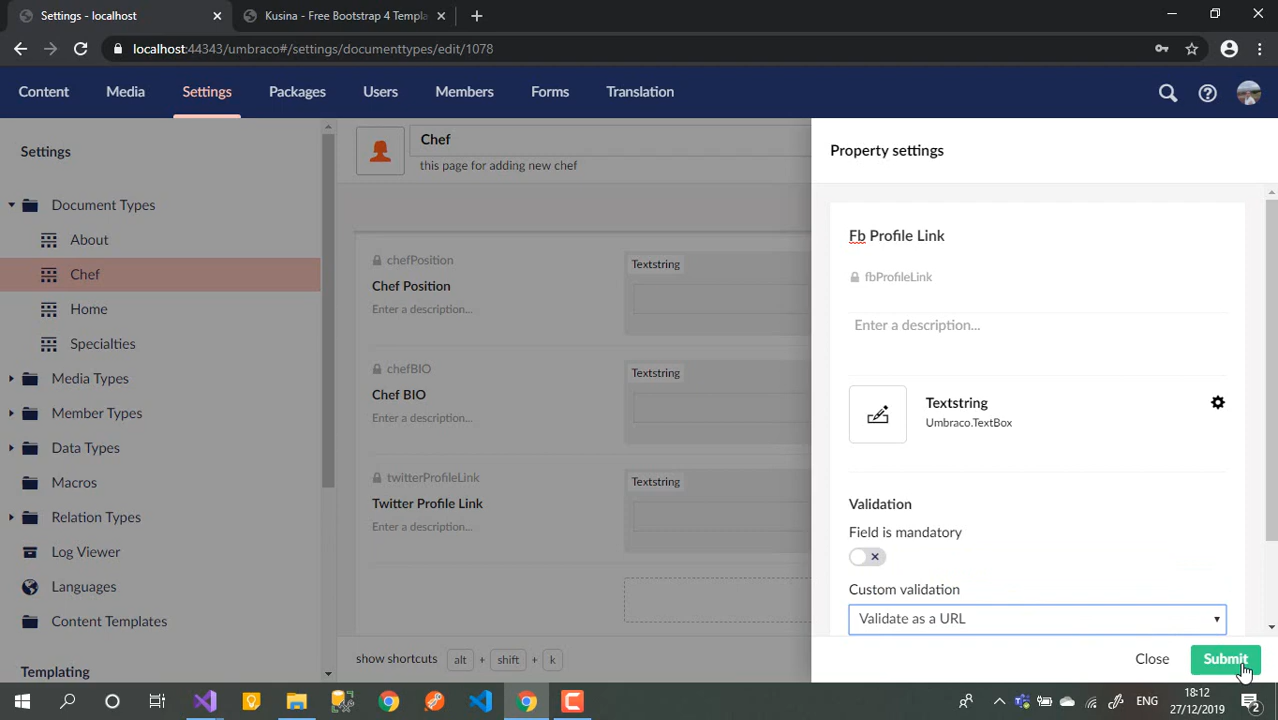 Settings - localhost
Kusina - Free Bootstrap 4 Templa
localhost:44343/umbraco#/settings/documenttypes/edit/1078
Content
Media
Settings
Packages
Users
Members
Forms
Translation
Settings
Document Types
About
Chef
Home
Specialties
Media Types
Member Types
Data Types
Macros
Relation Types
Log Viewer
Languages
Content Templates
Templating
Chef
this page for adding new chef
chefPosition
Chef Position
Enter a description...
Textstring
chefBIO
Chef BIO
Enter a description...
Textstring
twitterProfileLink
Twitter Profile Link
Enter a description...
Textstring
show shortcuts alt + shift + k
Property settings
Fb Profile Link
fbProfileLink
Enter a description...
Textstring
Umbraco.TextBox
Validation
Field is mandatory
Custom validation
Validate as a URL
Close
Submit
ENG
18:12
27/12/2019
2